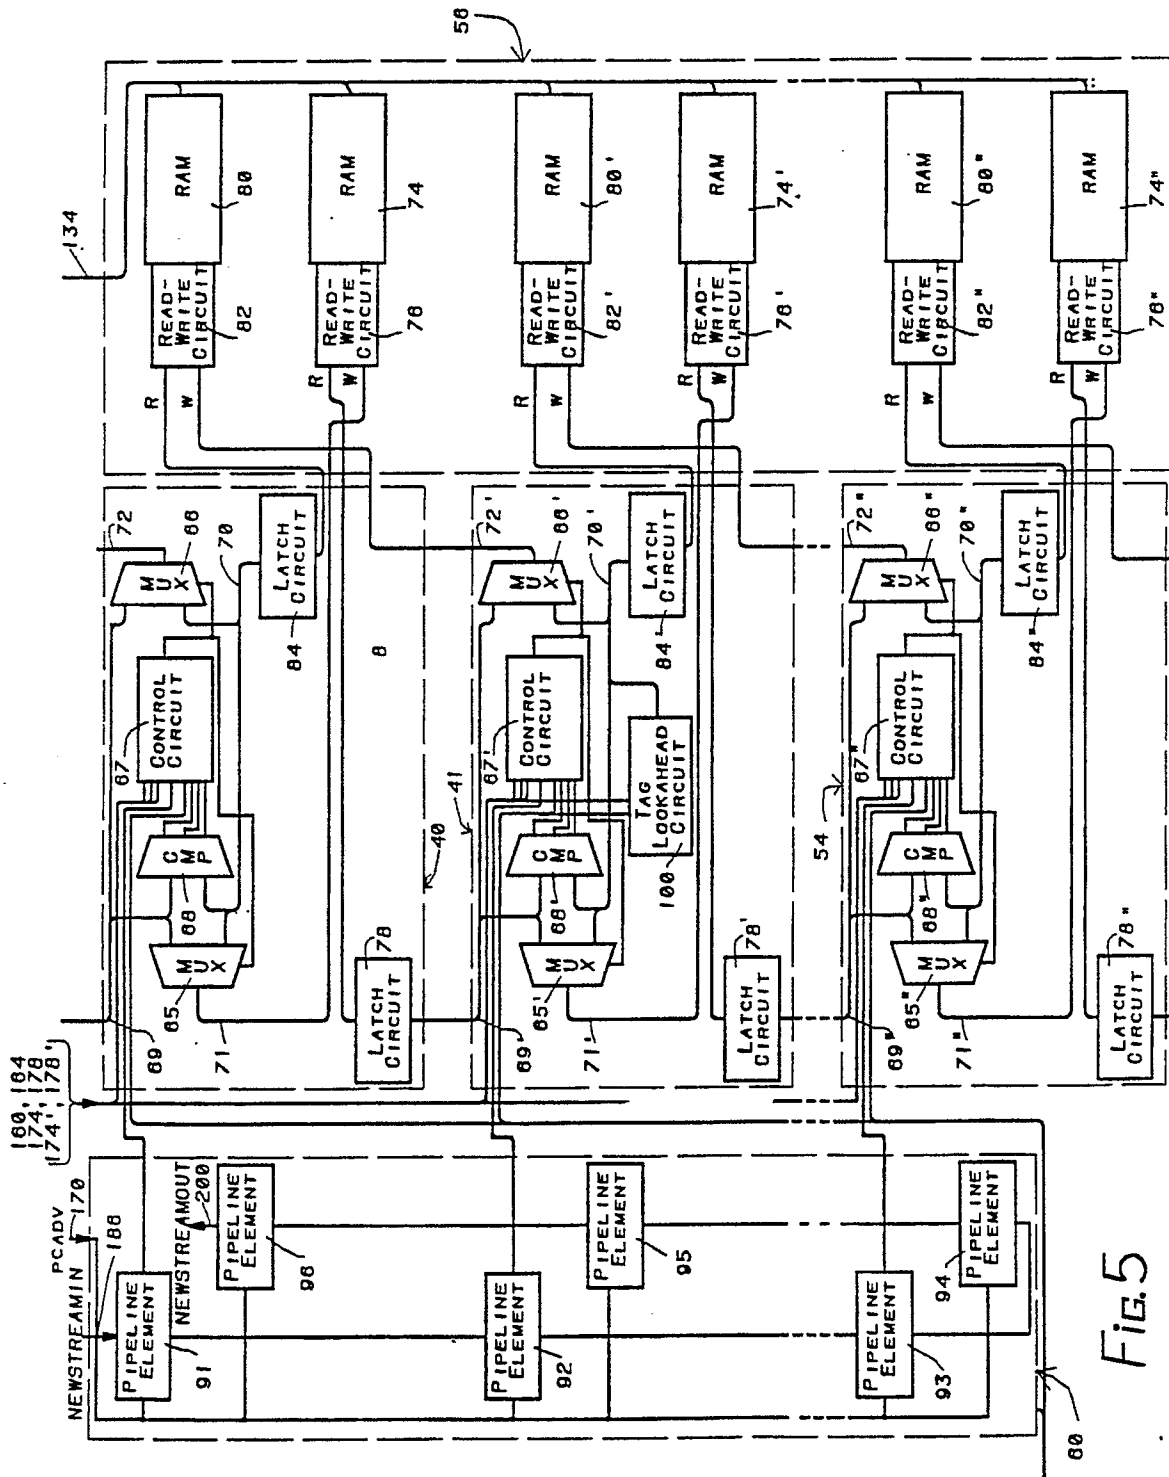 NEWSTREAMIN
PCADV
170
188
NEWSTREAMOUT
200
PIPELINE ELEMENT
91
PIPELINE ELEMENT
96
PIPELINE ELEMENT
92
PIPELINE ELEMENT
95
PIPELINE ELEMENT
93
PIPELINE ELEMENT
94
60
160, 164
174, 178
174', 178'
69
MUX
65
71
CMP
68
67
CONTROL CIRCUIT
72
MUX
66
70
LATCH CIRCUIT
84
8
40
LATCH CIRCUIT
78
41
69'
MUX
65'
71'
CMP
68'
67'
CONTROL CIRCUIT
72'
MUX
66'
70'
LATCH CIRCUIT
84'
TAG LOOKAHEAD CIRCUIT
100
LATCH CIRCUIT
78'
54
69"
MUX
65"
71"
CMP
68"
67"
CONTROL CIRCUIT
72"
MUX
66"
70"
LATCH CIRCUIT
84"
LATCH CIRCUIT
78"
134
56
R
W
READ-WRITE CIRCUIT
82
RAM
80
R
W
READ-WRITE CIRCUIT
76
RAM
74
R
W
READ-WRITE CIRCUIT
82'
RAM
80'
R
W
READ-WRITE CIRCUIT
76'
RAM
74'
R
W
READ-WRITE CIRCUIT
82"
RAM
80"
R
W
READ-WRITE CIRCUIT
76"
RAM
74"
FIG. 5